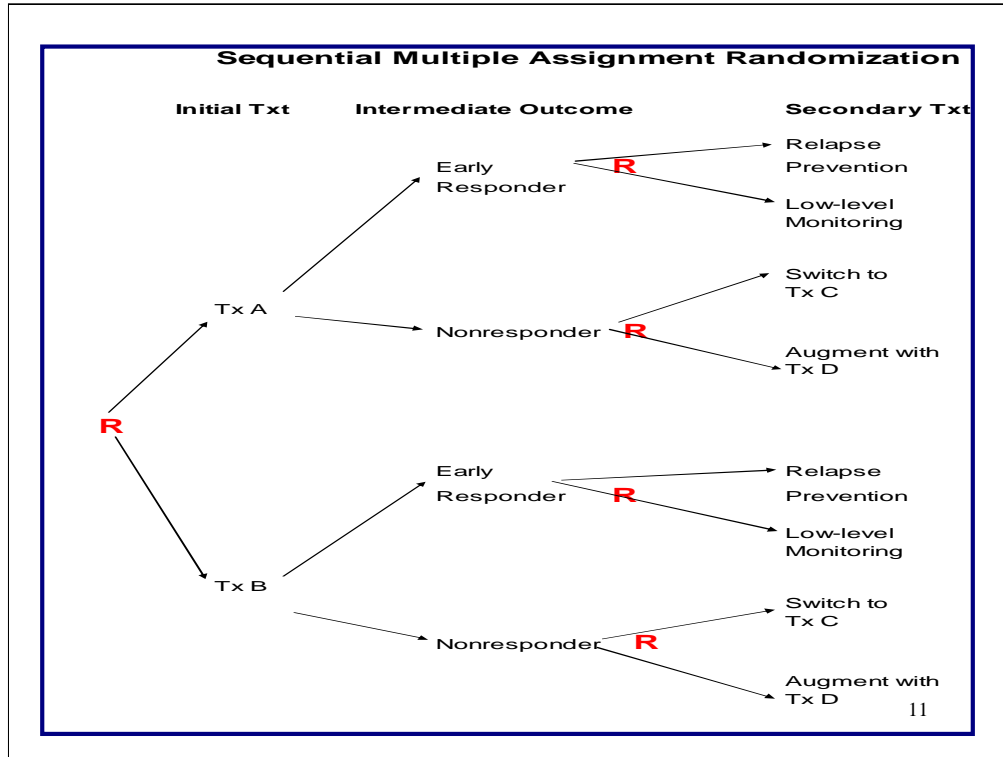 Sequential Multiple Assignment Randomization
Initial Txt Intermediate Outcome Secondary Txt
Early
Responder
R
Relapse
Prevention
Low-level
Monitoring
Tx A
Nonresponder
R
Switch to
Tx C
Augment with
Tx D
R
Early
Responder
R
Relapse
Prevention
Low-level
Monitoring
Tx B
Nonresponder
R
Switch to
Tx C
Augment with
Tx D
11